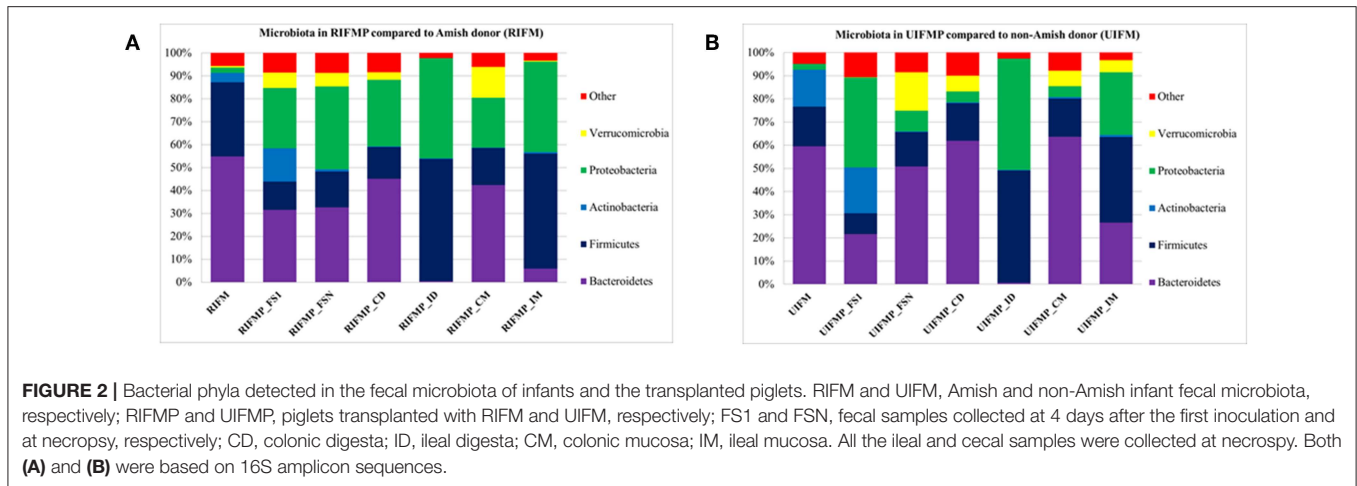 A
Microbiota in RIFMP compared to Amish donor (RIFM)
100%
90%
80%
70%
60%
50%
40%
30%
20%
10%
0%
RIFM
RIFMP_FS1
RIFMP_FSN
RIFMP_CD
RIFMP_ID
RIFMP_CM
RIFMP_IM
Other
Verrucomicrobia
Proteobacteria
Actinobacteria
Firmicutes
Bacteroidetes
B
Microbiota in UIFMP compared to non-Amish donor (UIFM)
100%
90%
80%
70%
60%
50%
40%
30%
20%
10%
0%
UIFM
UIFMP_FS1
UIFMP_FSN
UIFMP_CD
UIFMP_ID
UIFMP_CM
UIFMP_IM
Other
Verrucomicrobia
Proteobacteria
Actinobacteria
Firmicutes
Bacteroidetes
FIGURE 2 | Bacterial phyla detected in the fecal microbiota of infants and the transplanted piglets. RIFM and UIFM, Amish and non-Amish infant fecal microbiota,
respectively; RIFMP and UIFMP, piglets transplanted with RIFM and UIFM, respectively; FS1 and FSN, fecal samples collected at 4 days after the first inoculation and
at necropsy, respectively; CD, colonic digesta; ID, ileal digesta; CM, colonic mucosa; IM, ileal mucosa. All the ileal and cecal samples were collected at necrospy. Both
(A) and (B) were based on 16S amplicon sequences.